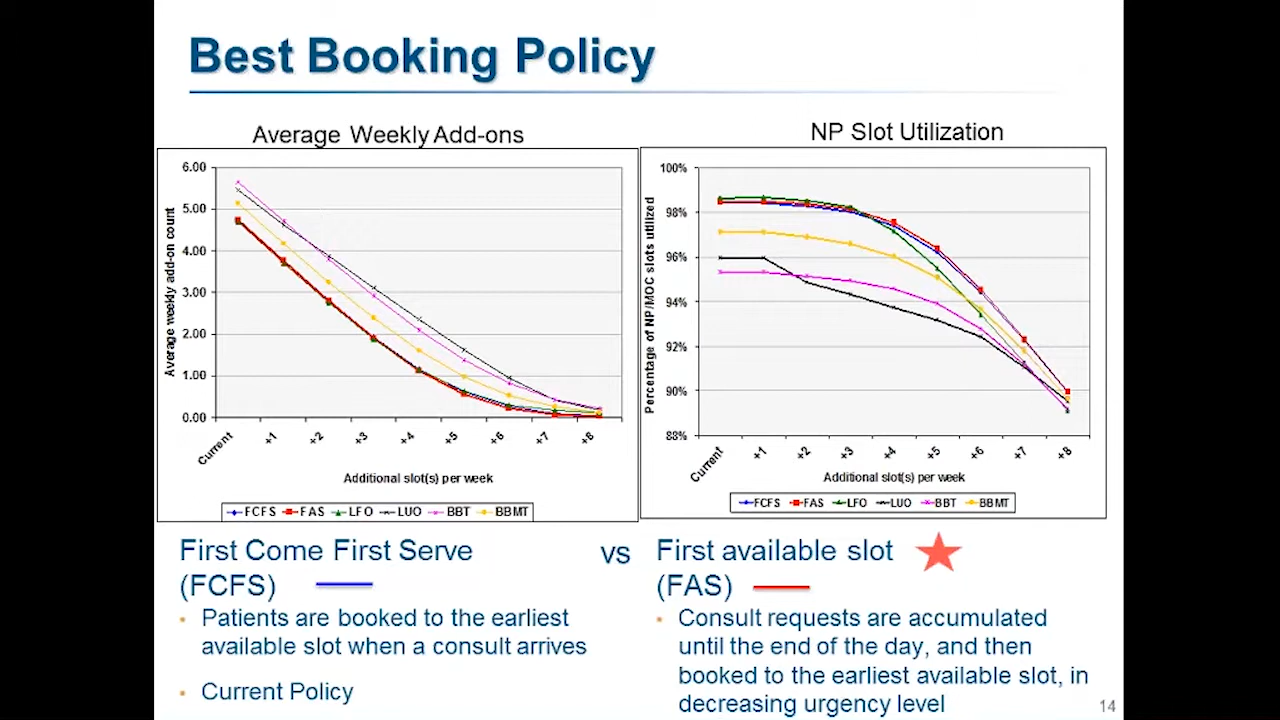 Best Booking Policy
Average Weekly Add-ons
6.00
5.00
4.00
3.00
2.00
1.00
0.00
Average weekly add-on count
Current
+1
+2
+3
+4
+5
+6
+7
+8
Additional slot(s) per week
FCFS FAS LFO LUO BBT BBMT
NP Slot Utilization
100%
98%
96%
94%
92%
90%
88%
Percentage of NP/MOC slots utilized
Current
+1
+2
+3
+4
+5
+6
+7
+8
Additional slot(s) per week
FCFS FAS LFO LUO BBT BBMT
First Come First Serve
(FCFS)
• Patients are booked to the earliest
available slot when a consult arrives
• Current Policy
vs
First available slot
(FAS)
• Consult requests are accumulated
until the end of the day, and then
booked to the earliest available slot, in
decreasing urgency level
14